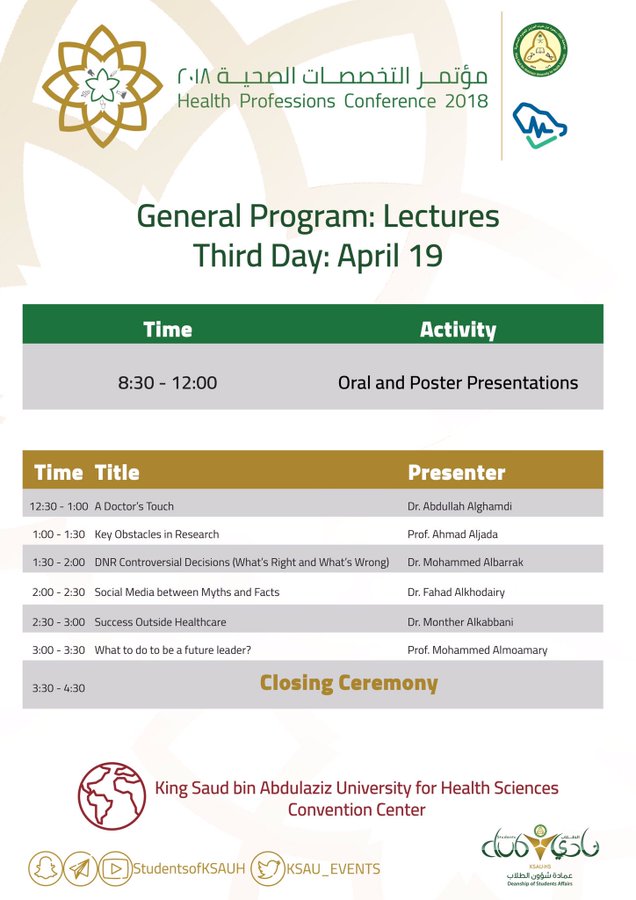 مؤتمر التخصصات الصحية ٢٠١٨
Health Professions Conference 2018
General Program: Lectures
Third Day: April 19
Time Activity
8:30 - 12:00 Oral and Poster Presentations
Time Title Presenter
12:30 - 1:00 A Doctor's Touch Dr. Abdullah Alghamdi
1:00 - 1:30 Key Obstacles in Research Prof. Ahmad Aljada
1:30 - 2:00 DNR Controversial Decisions (What's Right and What's Wrong) Dr. Mohammed Albarrak
2:00 - 2:30 Social Media between Myths and Facts Dr. Fahad Alkhodairy
2:30 - 3:00 Success Outside Healthcare Dr. Monther Alkabbani
3:00 - 3:30 What to do to be a future leader? Prof. Mohammed Almoamary
3:30 - 4:30 Closing Ceremony
King Saud bin Abdulaziz University for Health Sciences
Convention Center
StudentsofKSAUH KSAU_EVENTS
Students club نادي الطلاب
KSAU-HS
عمادة شؤون الطلاب
Deanship of Students Affairs